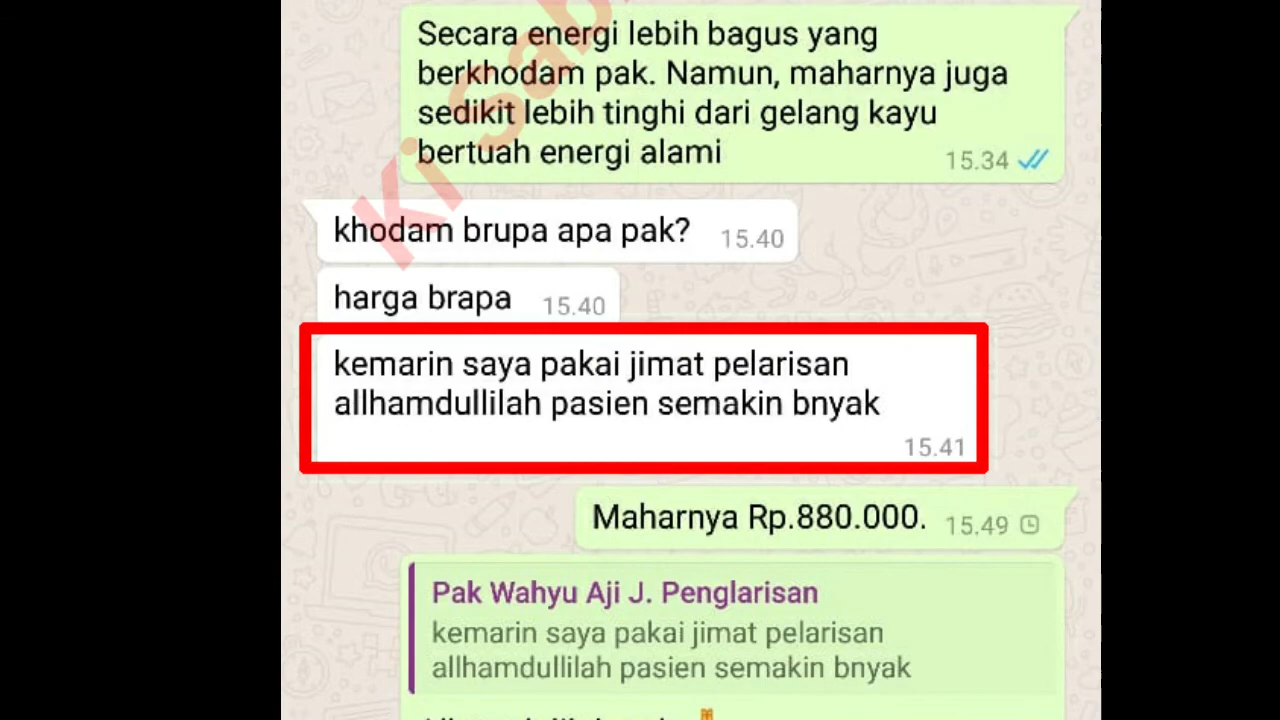 Secara energi lebih bagus yang
berkhodam pak. Namun, maharnya juga
sedikit lebih tinghi dari gelang kayu
bertuah energi alami
15.34
khodam brupa apa pak? 15.40
harga brapa 15.40
kemarin saya pakai jimat pelarisan
allhamdullilah pasien semakin bnyak
15.41
Maharnya Rp.880.000. 15.49
Pak Wahyu Aji J. Penglarisan
kemarin saya pakai jimat pelarisan
allhamdullilah pasien semakin bnyak
Ki